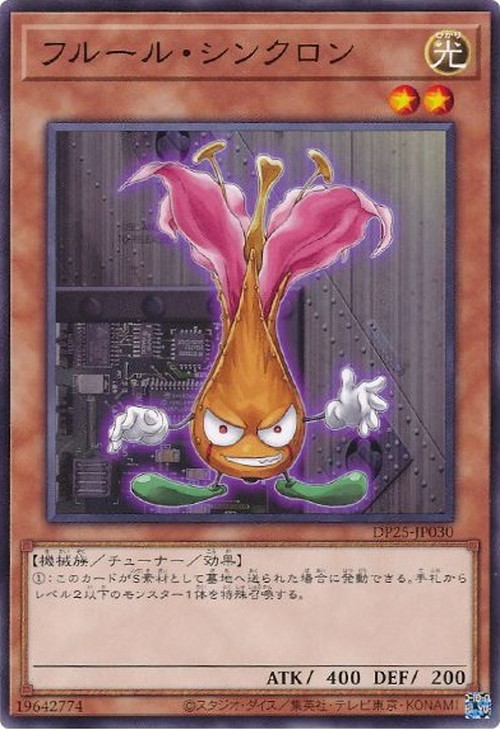 フルール・シンクロン
光
DP25-JP030
【機械族／チューナー／効果】
①：このカードがS素材として墓地へ送られた場合に発動できる。手札から
レベル2以下のモンスター1体を特殊召喚する。
ATK/ 400 DEF/ 200
19642774 ©スタジオ・ダイス／集英社・テレビ東京・KONAMI